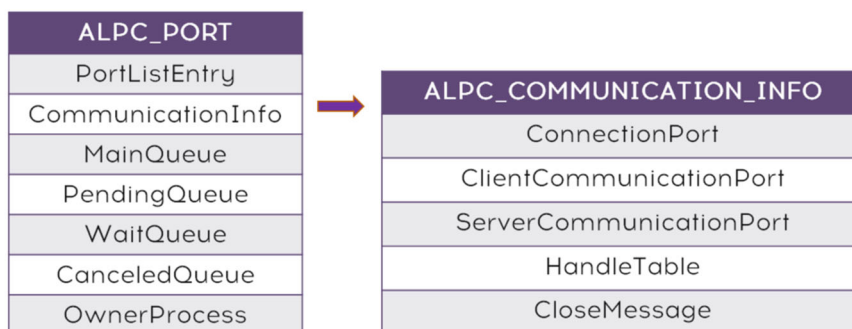 ALPC_PORT
PortListEntry
CommunicationInfo
MainQueue
PendingQueue
WaitQueue
CanceledQueue
OwnerProcess
ALPC_COMMUNICATION_INFO
ConnectionPort
ClientCommunicationPort
ServerCommunicationPort
HandleTable
CloseMessage